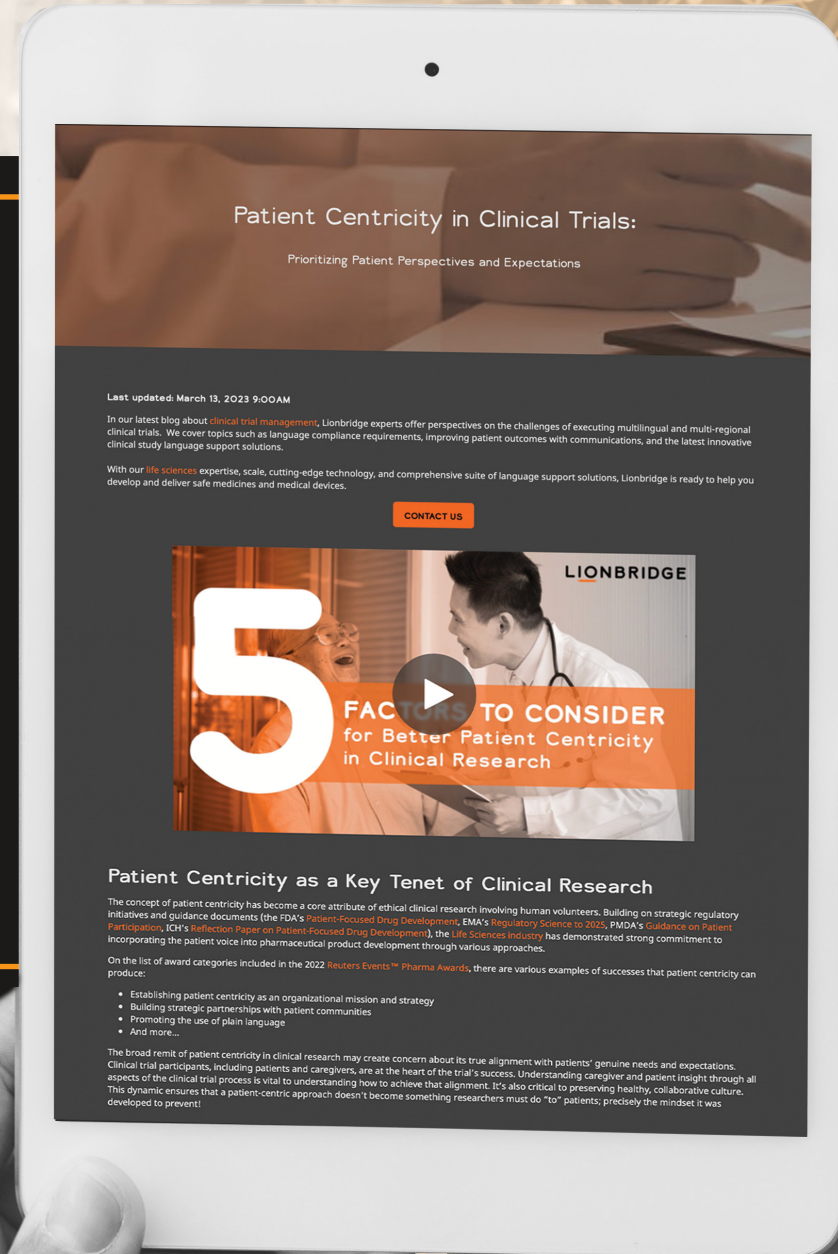 Patient Centricity in Clinical Trials:
Prioritizing Patient Perspectives and Expectations
Last updated: March 13, 2023 9:00AM
In our latest blog about clinical trial management, Lionbridge experts offer perspectives on the challenges of executing multilingual and multi-regional
clinical trials. We cover topics such as language compliance requirements, improving patient outcomes with communications, and the latest innovative
clinical study language support solutions.
With our life sciences expertise, scale, cutting-edge technology, and comprehensive suite of language support solutions, Lionbridge is ready to help you
develop and deliver safe medicines and medical devices.
CONTACT US
LIONBRIDGE
5
FACTORS TO CONSIDER
for Better Patient Centricity
in Clinical Research
Patient Centricity as a Key Tenet of Clinical Research
The concept of patient centricity has become a core attribute of ethical clinical research involving human volunteers. Building on strategic regulatory
initiatives and guidance documents (the FDA's Patient-Focused Drug Development, EMA's Regulatory Science to 2025, PMDA's Guidance on Patient
Participation, ICH's Reflection Paper on Patient-Focused Drug Development), the Life Sciences industry has demonstrated strong commitment to
incorporating the patient voice into pharmaceutical product development through various approaches.
On the list of award categories included in the 2022 Reuters Events™ Pharma Awards, there are various examples of successes that patient centricity can
produce:
• Establishing patient centricity as an organizational mission and strategy
• Building strategic partnerships with patient communities
• Promoting the use of plain language
• And more...
The broad remit of patient centricity in clinical research may create concern about its true alignment with patients' genuine needs and expectations.
Clinical trial participants, including patients and caregivers, are at the heart of the trial's success. Understanding caregiver and patient insight through all
aspects of the clinical trial process is vital to understanding how to achieve that alignment. It's also critical to preserving healthy, collaborative culture.
This dynamic ensures that a patient-centric approach doesn't become something researchers must do "to" patients; precisely the mindset it was
developed to prevent!